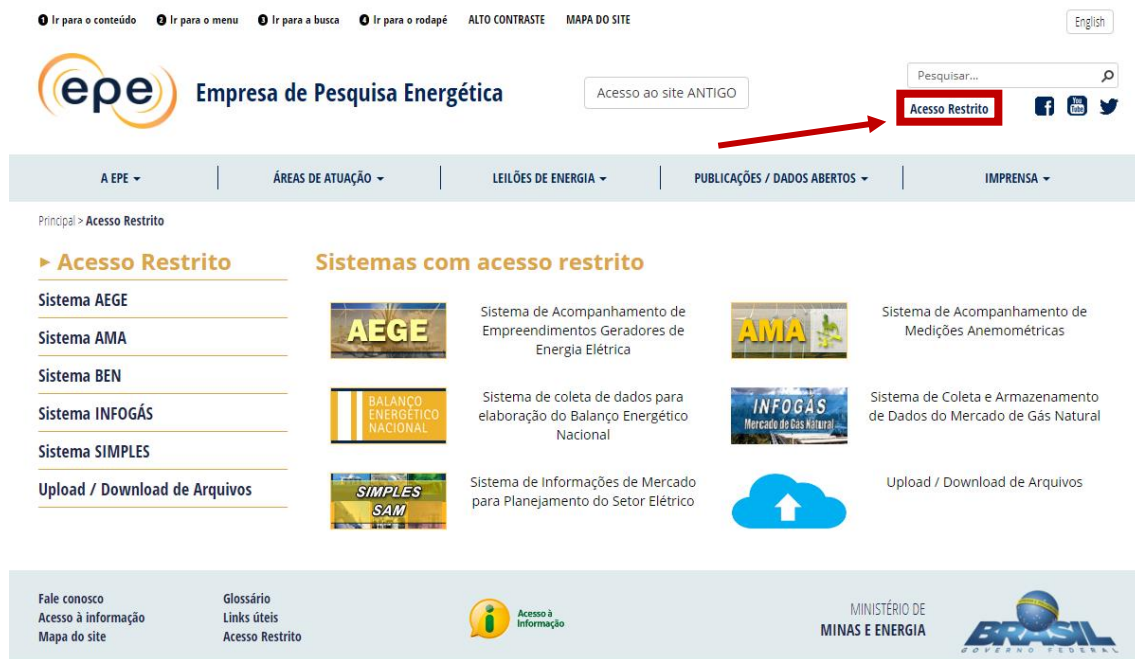 1 Ir para o conteúdo 2 Ir para o menu 3 Ir para a busca 4 Ir para o rodapé ALTO CONTRASTE MAPA DO SITE
English
epe
Empresa de Pesquisa Energética
Acesso ao site ANTIGO
Pesquisar...
Acesso Restrito
f You Tube
A EPE
ÁREAS DE ATUAÇÃO
LEILÕES DE ENERGIA
PUBLICAÇÕES / DADOS ABERTOS
IMPRENSA
Principal > Acesso Restrito
Acesso Restrito
Sistema AEGE
Sistema AMA
Sistema BEN
Sistema INFOGÁS
Sistema SIMPLES
Upload / Download de Arquivos
Sistemas com acesso restrito
AEGE
Sistema de Acompanhamento de
Empreendimentos Geradores de
Energia Elétrica
AMA
Sistema de Acompanhamento de
Medições Anemométricas
BALANÇO
ENERGÉTICO
NACIONAL
Sistema de coleta de dados para
elaboração do Balanço Energético
Nacional
INFOGÁS
Mercado de Gás Natural
Sistema de Coleta e Armazenamento
de Dados do Mercado de Gás Natural
SIMPLES
SAM
Sistema de Informações de Mercado
para Planejamento do Setor Elétrico
Upload / Download de Arquivos
Fale conosco
Acesso à informação
Mapa do site
Glossário
Links úteis
Acesso Restrito
i
Acesso à
Informação
MINISTÉRIO DE
MINAS E ENERGIA
BRASIL
GOVERNO FEDERAL